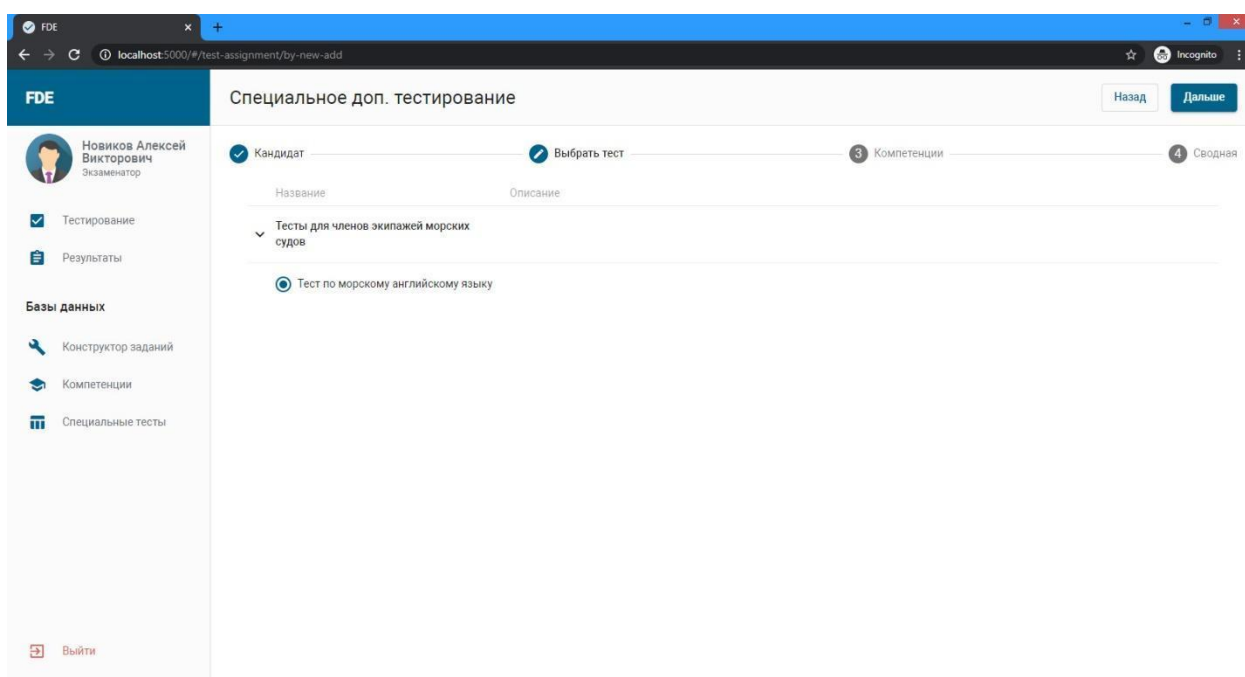 FDE
localhost:5000/#/test-assignment/by-new-add
Incognito
FDE
Специальное доп. тестирование
Назад
Дальше
Новиков Алексей
Викторович
Экзаменатор
Кандидат
Выбрать тест
3 Компетенции
4 Сводная
Название
Описание
Тестирование
Тесты для членов экипажей морских
судов
Результаты
Тест по морскому английскому языку
Базы данных
Конструктор заданий
Компетенции
Специальные тесты
Выйти